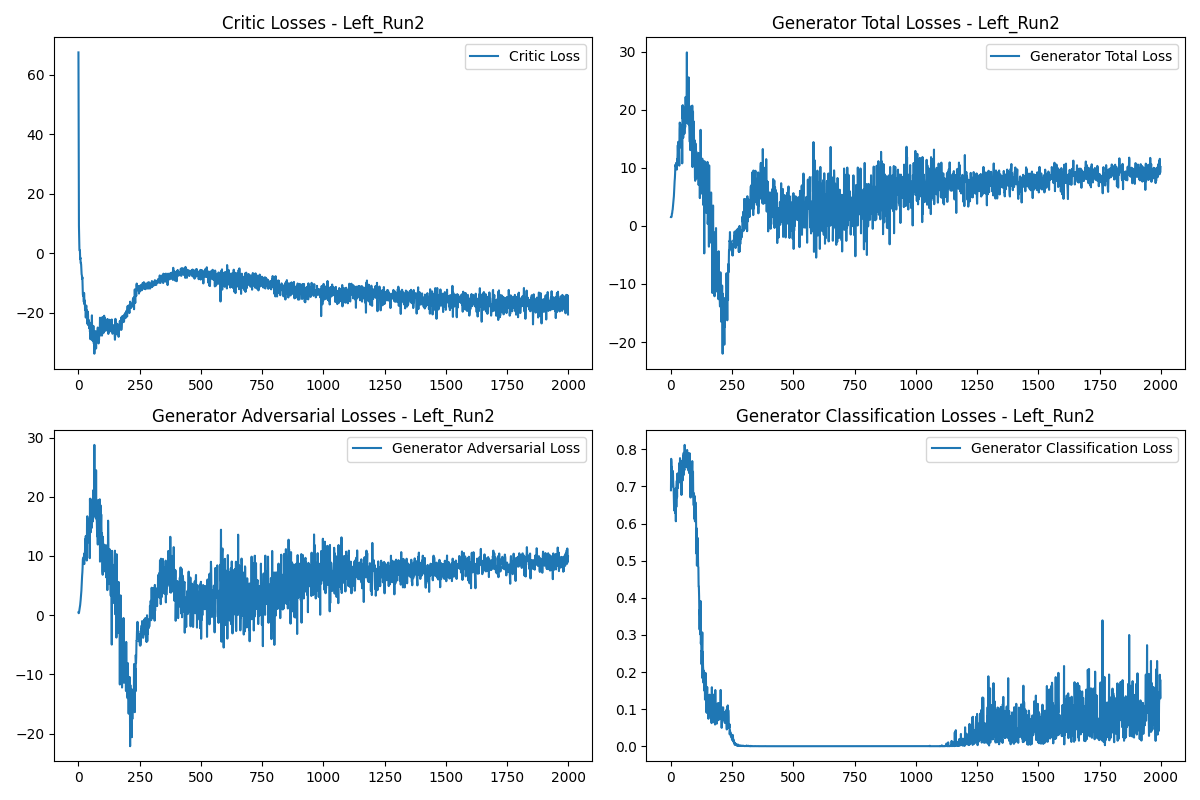 Critic Losses - Left_Run2
Critic Loss
60
40
20
0
−20
0 250 500 750 1000 1250 1500 1750 2000
Generator Total Losses - Left_Run2
Generator Total Loss
30
20
10
0
−10
−20
0 250 500 750 1000 1250 1500 1750 2000
Generator Adversarial Losses - Left_Run2
Generator Adversarial Loss
30
20
10
0
−10
−20
0 250 500 750 1000 1250 1500 1750 2000
Generator Classification Losses - Left_Run2
Generator Classification Loss
0.8
0.7
0.6
0.5
0.4
0.3
0.2
0.1
0.0
0 250 500 750 1000 1250 1500 1750 2000